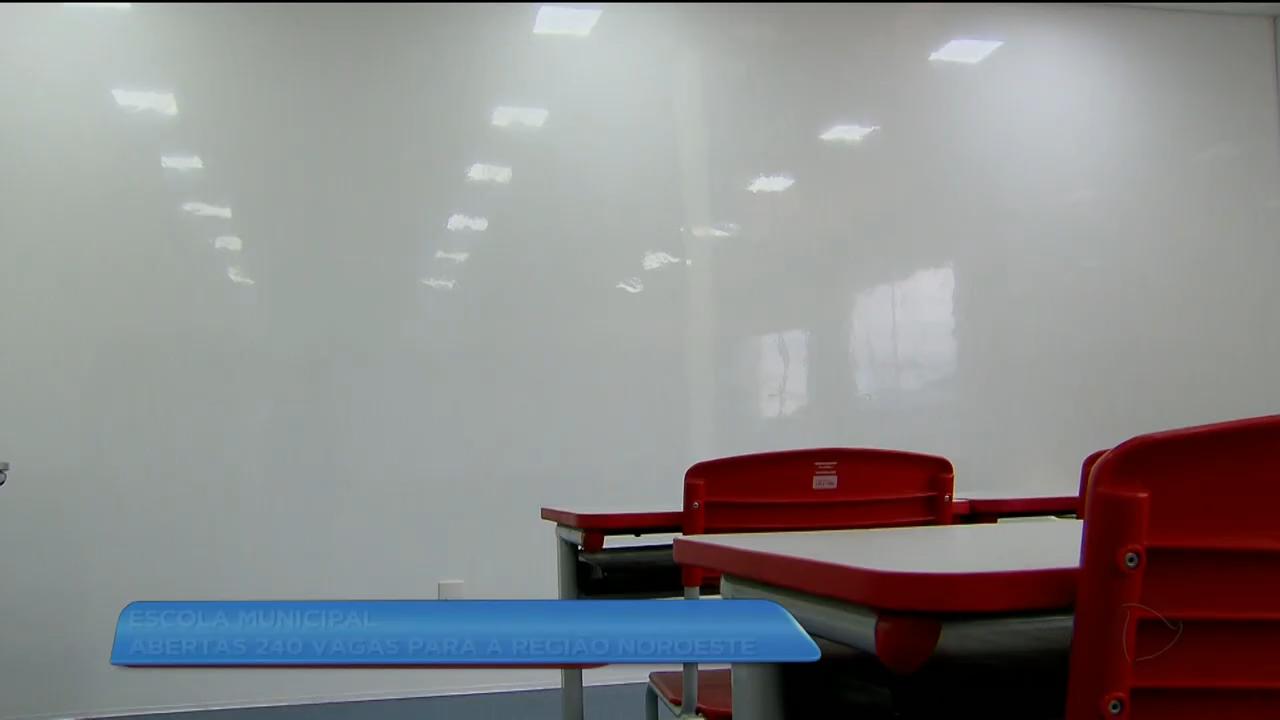 ESCOLA MUNICIPAL
ABERTAS 240 VAGAS PARA A REGIÃO NOROESTE